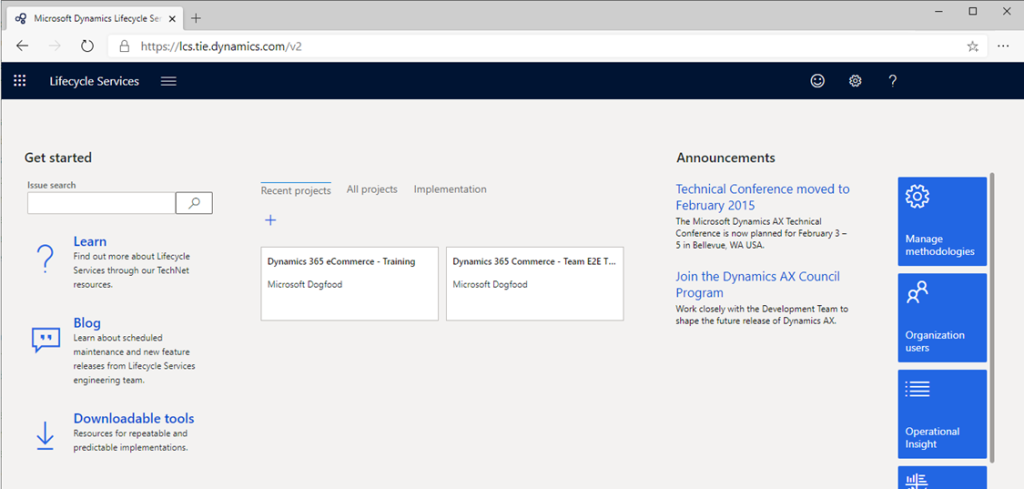 Microsoft Dynamics Lifecycle Ser
https://lcs.tie.dynamics.com/v2
Lifecycle Services
Get started
Issue search
Learn
Find out more about Lifecycle
Services through our TechNet
resources.
Blog
Learn about scheduled
maintenance and new feature
releases from Lifecycle Services
engineering team.
Downloadable tools
Resources for repeatable and
predictable implementations.
Recent projects
All projects
Implementation
Dynamics 365 eCommerce - Training
Microsoft Dogfood
Dynamics 365 Commerce - Team E2E T...
Microsoft Dogfood
Announcements
Technical Conference moved to
February 2015
The Microsoft Dynamics AX Technical
Conference is now planned for February 3 –
5 in Bellevue, WA USA.
Join the Dynamics AX Council
Program
Work closely with the Development Team to
shape the future release of Dynamics AX.
Manage
methodologies
Organization
users
Operational
Insight